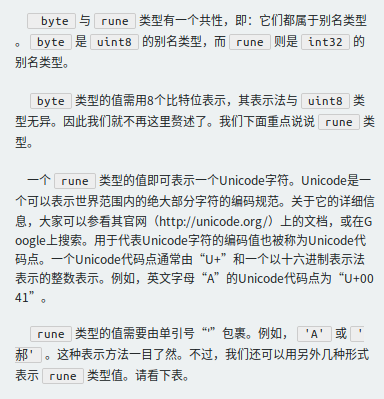 byte 与 rune 类型有一个共性，即：它们都属于别名类型
。 byte 是 uint8 的别名类型，而 rune 则是 int32 的
别名类型。
byte 类型的值需用8个比特位表示，其表示法与 uint8 类
型无异。因此我们就不再这里赘述了。我们下面重点说说 rune 类
型。
一个 rune 类型的值即可表示一个Unicode字符。Unicode是一
个可以表示世界范围内的绝大部分字符的编码规范。关于它的详细信
息，大家可以参看其官网（http://unicode.org/）上的文档，或在G
oogle上搜索。用于代表Unicode字符的编码值也被称为Unicode代
码点。一个Unicode代码点通常由“U+”和一个以十六进制表示法
表示的整数表示。例如，英文字母“A”的Unicode代码点为“U+00
41”。
rune 类型的值需要由单引号“'”包裹。例如， 'A' 或 '
郝' 。这种表示方法一目了然。不过，我们还可以用另外几种形式
表示 rune 类型值。请看下表。